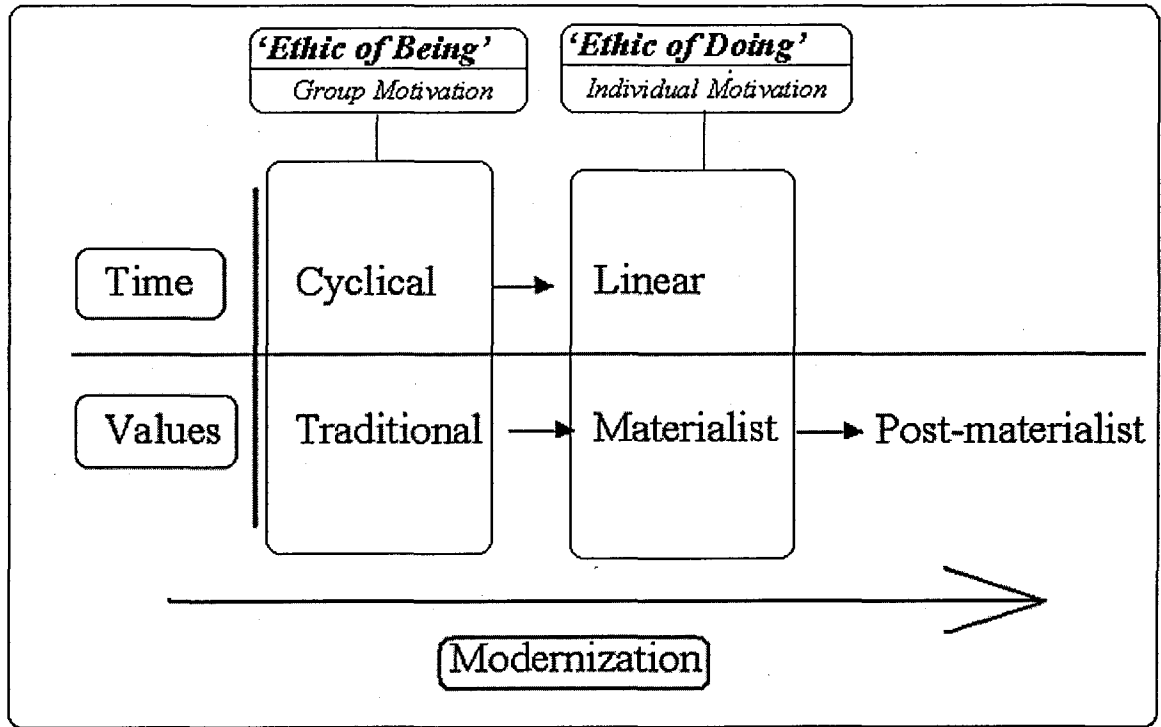 'Ethic of Being'
Group Motivation
'Ethic of Doing'
Individual Motivation
Time
Cyclical
Linear
Values
Traditional
Materialist
Post-materialist
Modernization